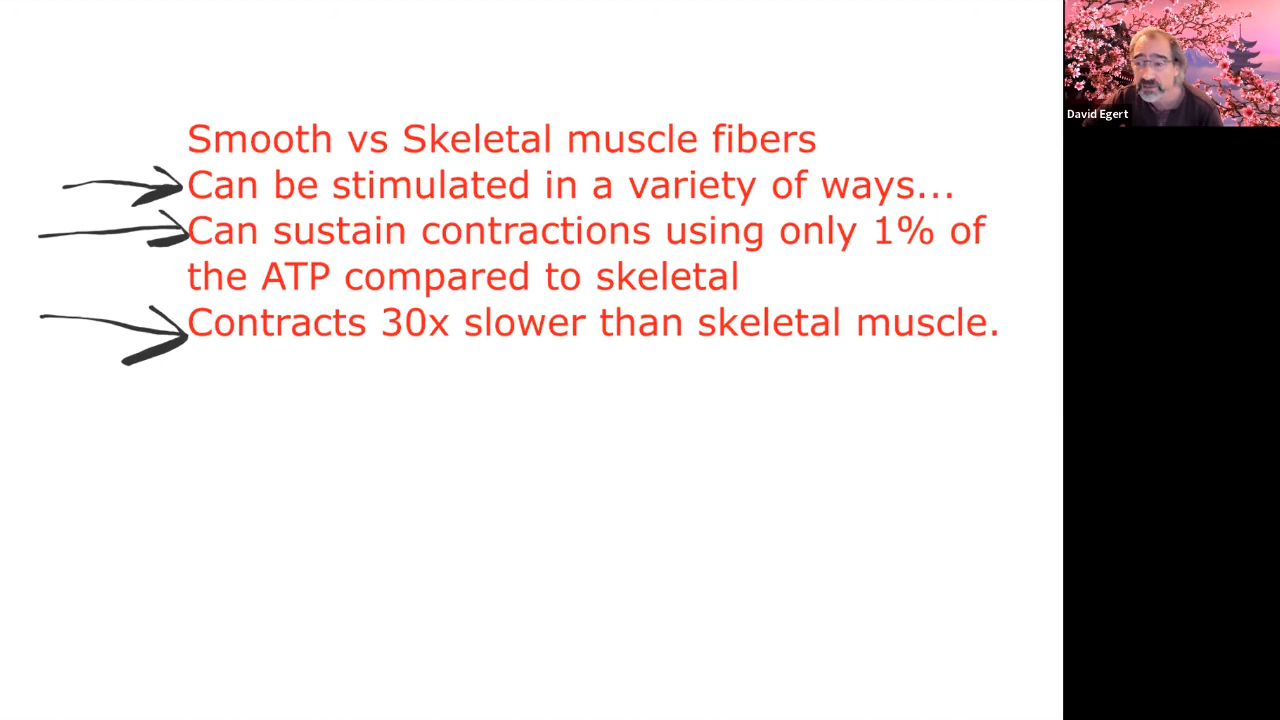 Smooth vs Skeletal muscle fibers
Can be stimulated in a variety of ways...
Can sustain contractions using only 1% of
the ATP compared to skeletal
Contracts 30x slower than skeletal muscle.
David Egert